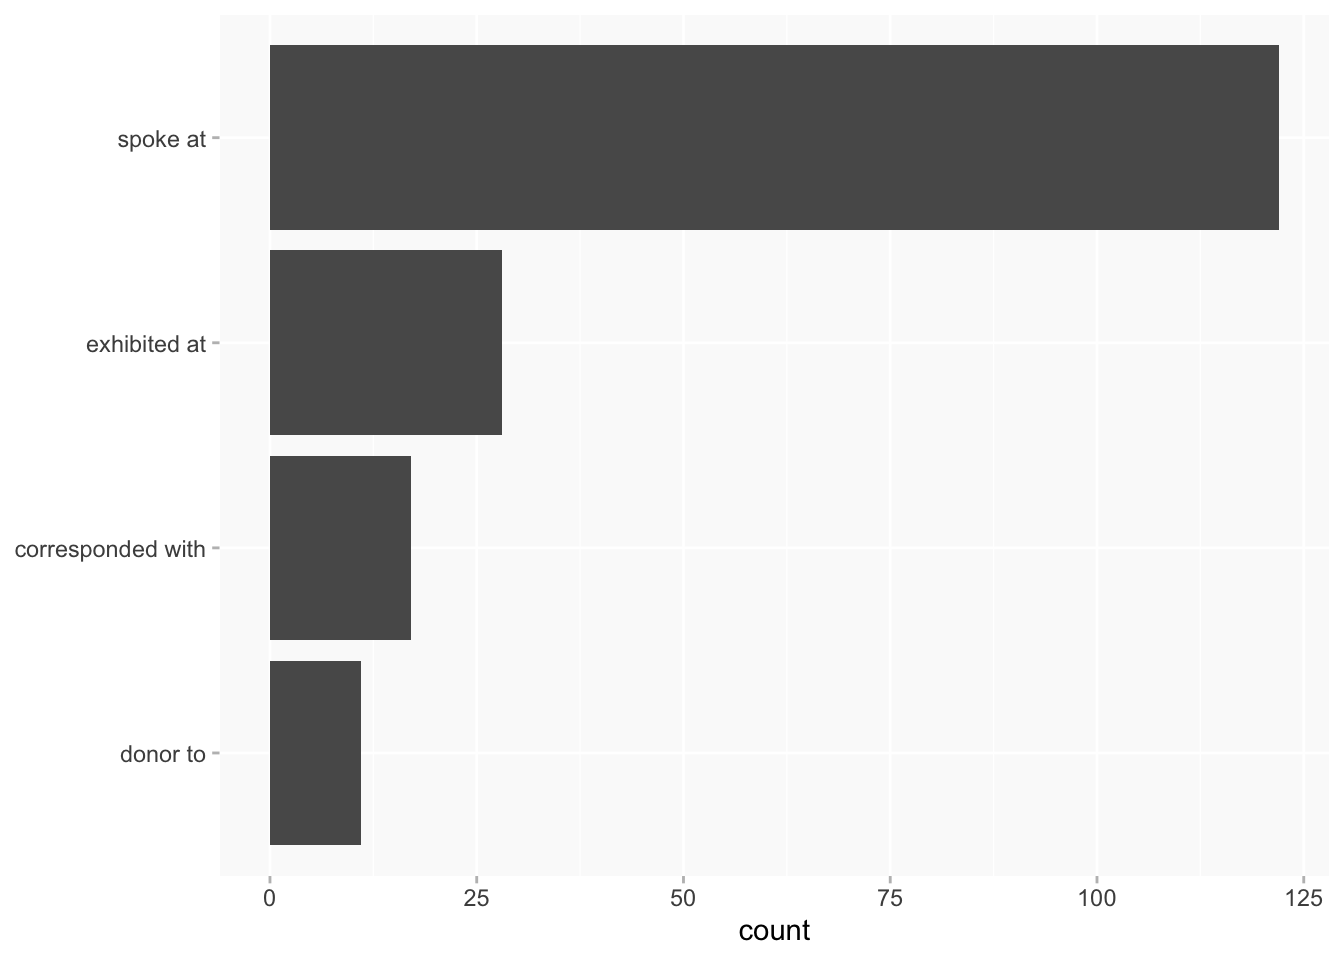 spoke at
exhibited at
corresponded with
donor to
0 25 50 75 100 125
count